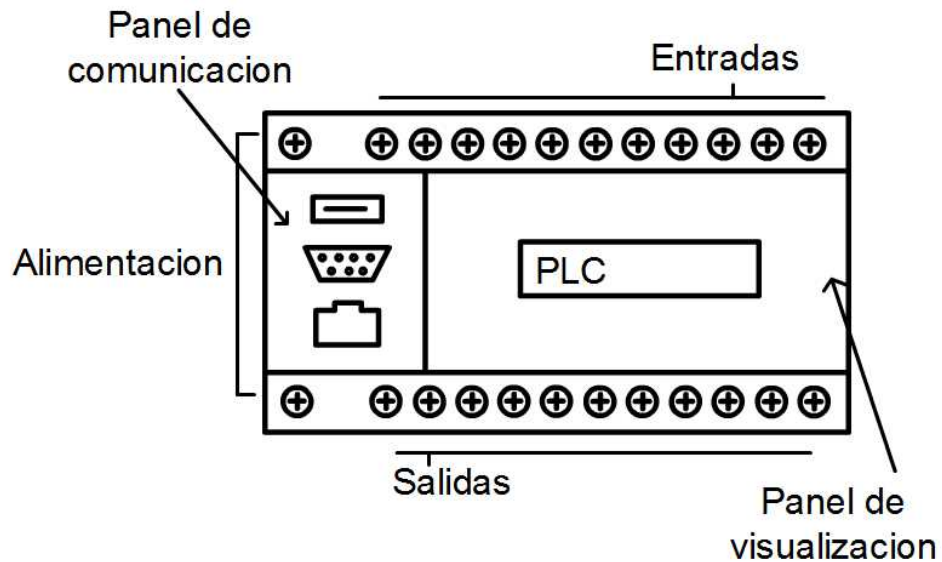 Panel de
comunicacion
Entradas
Alimentacion
PLC
Salidas
Panel de
visualizacion